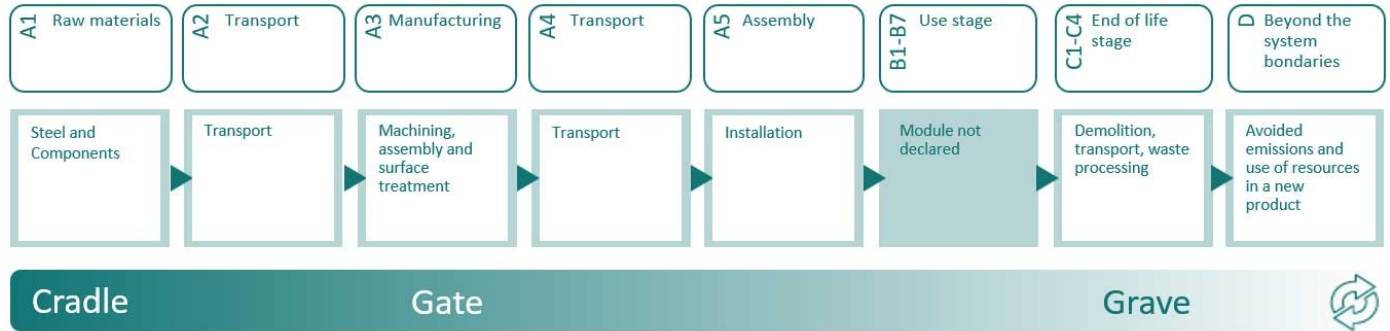 A1 Raw materials
A2 Transport
A3 Manufacturing
A4 Transport
A5 Assembly
B1-B7 Use stage
C1-C4 End of life
stage
D Beyond the
system
bondaries
Steel and
Components
Transport
Machining,
assembly and
surface
treatment
Transport
Installation
Module not
declared
Demolition,
transport, waste
processing
Avoided
emissions and
use of resources
in a new
product
Cradle
Gate
Grave